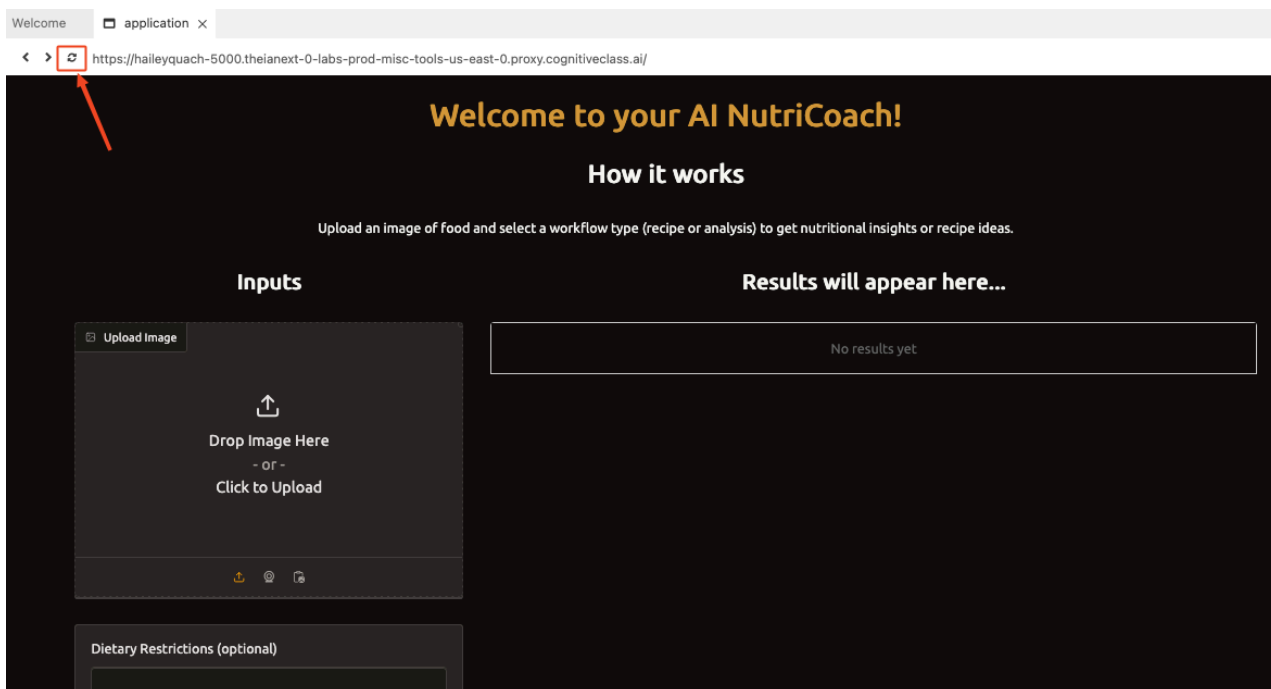 Welcome
application
https://haileyquach-5000.theianext-0-labs-prod-misc-tools-us-east-0.proxy.cognitiveclass.ai/
Welcome to your AI NutriCoach!
How it works
Upload an image of food and select a workflow type (recipe or analysis) to get nutritional insights or recipe ideas.
Inputs
Results will appear here...
Upload Image
No results yet
Drop Image Here
- or -
Click to Upload
Dietary Restrictions (optional)